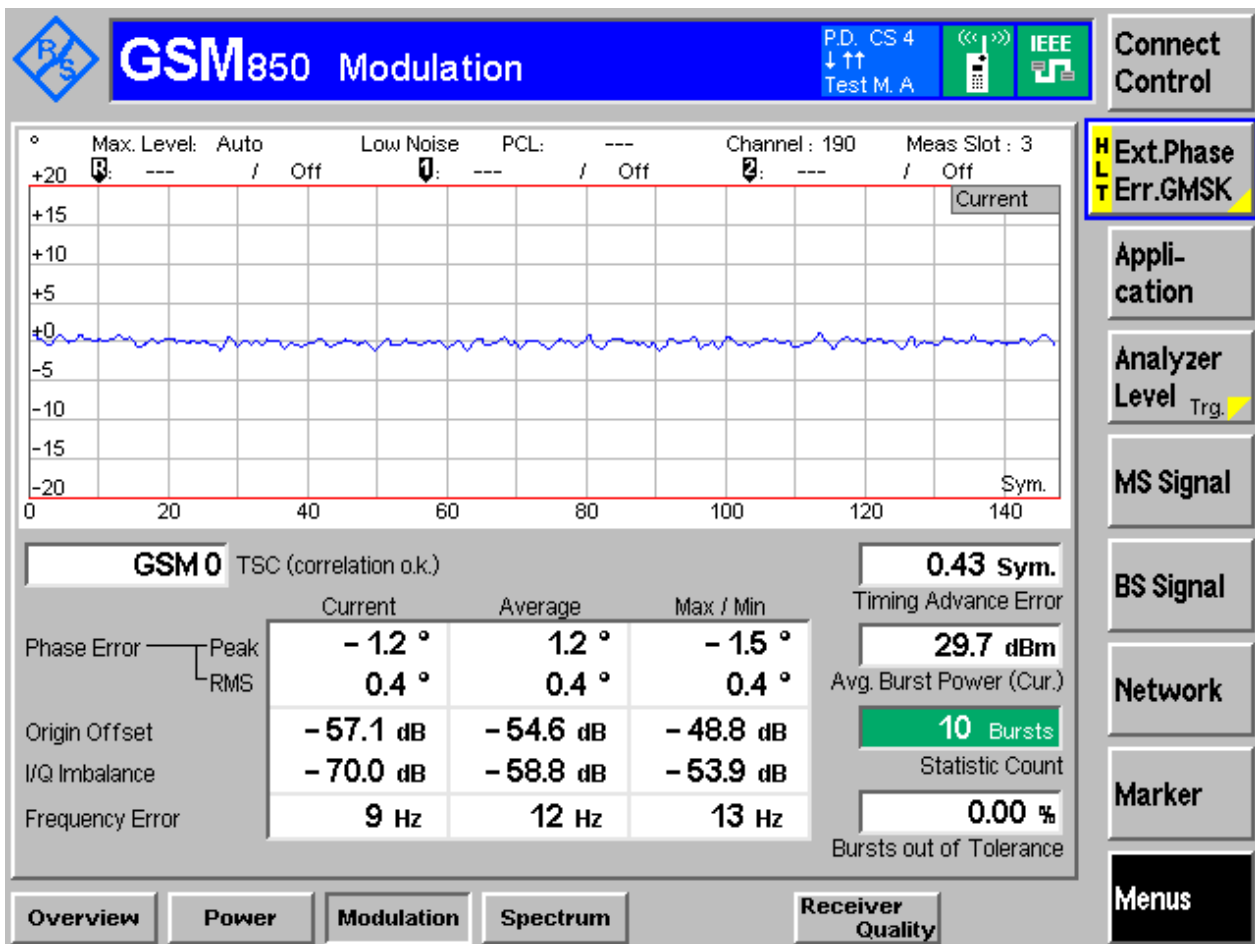 R/S
GSM850 Modulation
P.D. CS 4
↓ ↑↑
Test M. A
IEEE
Connect
Control
° Max. Level: Auto Low Noise PCL: --- Channel : 190 Meas Slot : 3
R: --- / Off 1: --- / Off 2: --- / Off
Current
+20
+15
+10
+5
±0
-5
-10
-15
-20
Sym.
0 20 40 60 80 100 120 140
H
L
T
Ext.Phase
Err.GMSK
Appli-
cation
Analyzer
Level Trg.
MS Signal
BS Signal
Network
Marker
Menus
GSM 0 TSC (correlation o.k.)
0.43 Sym.
Timing Advance Error
Current Average Max / Min
Phase Error Peak - 1.2 ° 1.2 ° - 1.5 °
RMS 0.4 ° 0.4 ° 0.4 °
29.7 dBm
Avg. Burst Power (Cur.)
Origin Offset - 57.1 dB - 54.6 dB - 48.8 dB
I/Q Imbalance - 70.0 dB - 58.8 dB - 53.9 dB
10 Bursts
Statistic Count
Frequency Error 9 Hz 12 Hz 13 Hz
0.00 %
Bursts out of Tolerance
Overview
Power
Modulation
Spectrum
Receiver
Quality